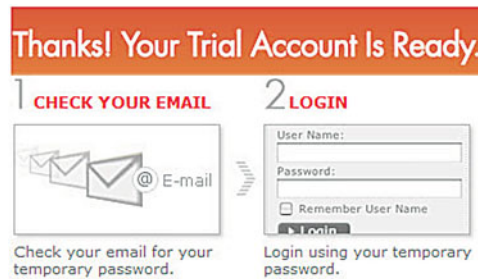 Thanks! Your Trial Account Is Ready.
1 CHECK YOUR EMAIL
@ E-mail
Check your email for your
temporary password.
2 LOGIN
User Name:
Password:
Remember User Name
Login
Login using your temporary
password.